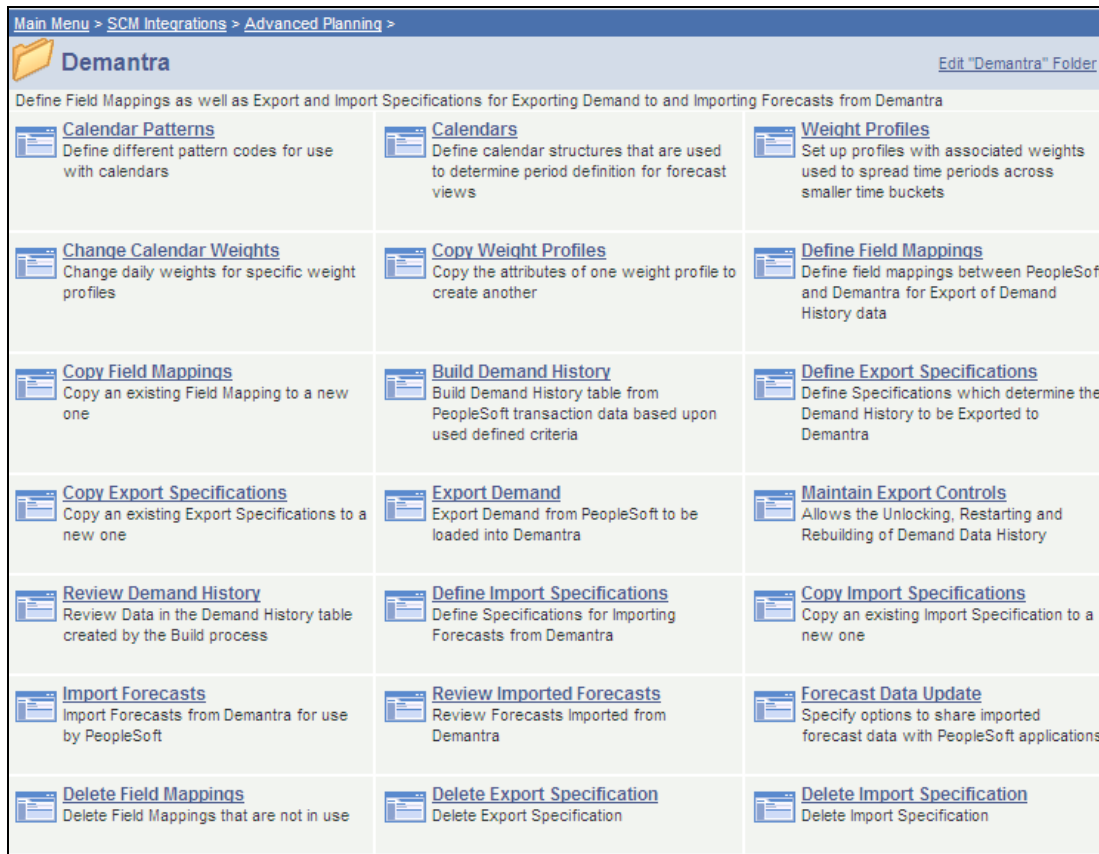 Main Menu > SCM Integrations > Advanced Planning >
Demantra
Edit "Demantra" Folder
Define Field Mappings as well as Export and Import Specifications for Exporting Demand to and Importing Forecasts from Demantra
Calendar Patterns
Define different pattern codes for use
with calendars
Calendars
Define calendar structures that are used
to determine period definition for forecast
views
Weight Profiles
Set up profiles with associated weights
used to spread time periods across
smaller time buckets
Change Calendar Weights
Change daily weights for specific weight
profiles
Copy Weight Profiles
Copy the attributes of one weight profile to
create another
Define Field Mappings
Define field mappings between PeopleSoft
and Demantra for Export of Demand
History data
Copy Field Mappings
Copy an existing Field Mapping to a new
one
Build Demand History
Build Demand History table from
PeopleSoft transaction data based upon
used defined criteria
Define Export Specifications
Define Specifications which determine the
Demand History to be Exported to
Demantra
Copy Export Specifications
Copy an existing Export Specifications to a
new one
Export Demand
Export Demand from PeopleSoft to be
loaded into Demantra
Maintain Export Controls
Allows the Unlocking, Restarting and
Rebuilding of Demand Data History
Review Demand History
Review Data in the Demand History table
created by the Build process
Define Import Specifications
Define Specifications for Importing
Forecasts from Demantra
Copy Import Specifications
Copy an existing Import Specification to a
new one
Import Forecasts
Import Forecasts from Demantra for use
by PeopleSoft
Review Imported Forecasts
Review Forecasts Imported from
Demantra
Forecast Data Update
Specify options to share imported
forecast data with PeopleSoft applications
Delete Field Mappings
Delete Field Mappings that are not in use
Delete Export Specification
Delete Export Specification
Delete Import Specification
Delete Import Specification